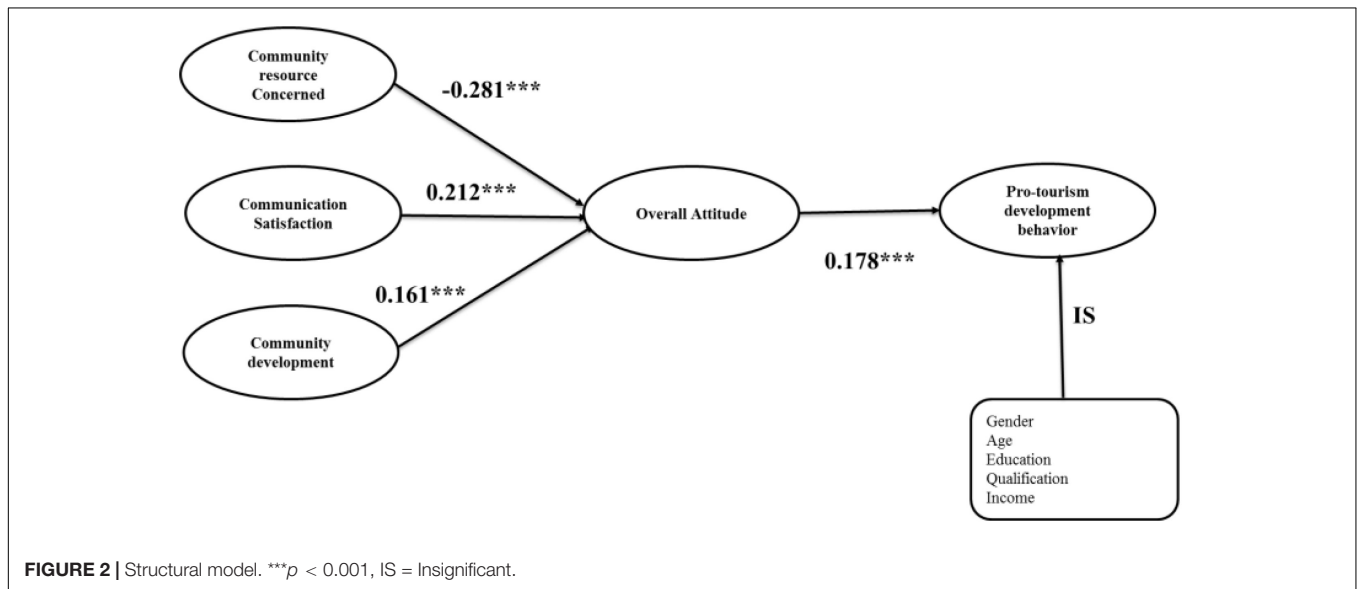 Community
resource
Concerned
-0.281***
Communication
Satisfaction
0.212***
Community
development
0.161***
Overall Attitude
0.178***
Pro-tourism
development
behavior
IS
Gender
Age
Education
Qualification
Income
FIGURE 2 | Structural model. ***p < 0.001, IS = Insignificant.